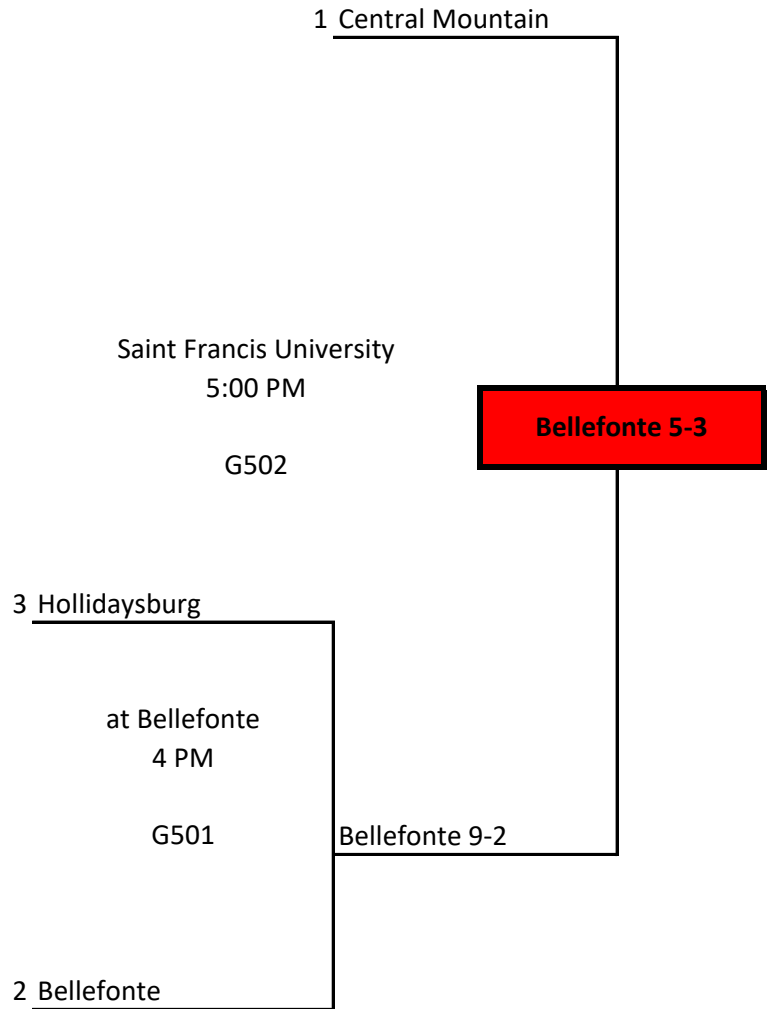 1 Central Mountain
Saint Francis University
5:00 PM
Bellefonte 5-3
G502
3 Hollidaysburg
at Bellefonte
4 PM
G501
Bellefonte 9-2
2 Bellefonte